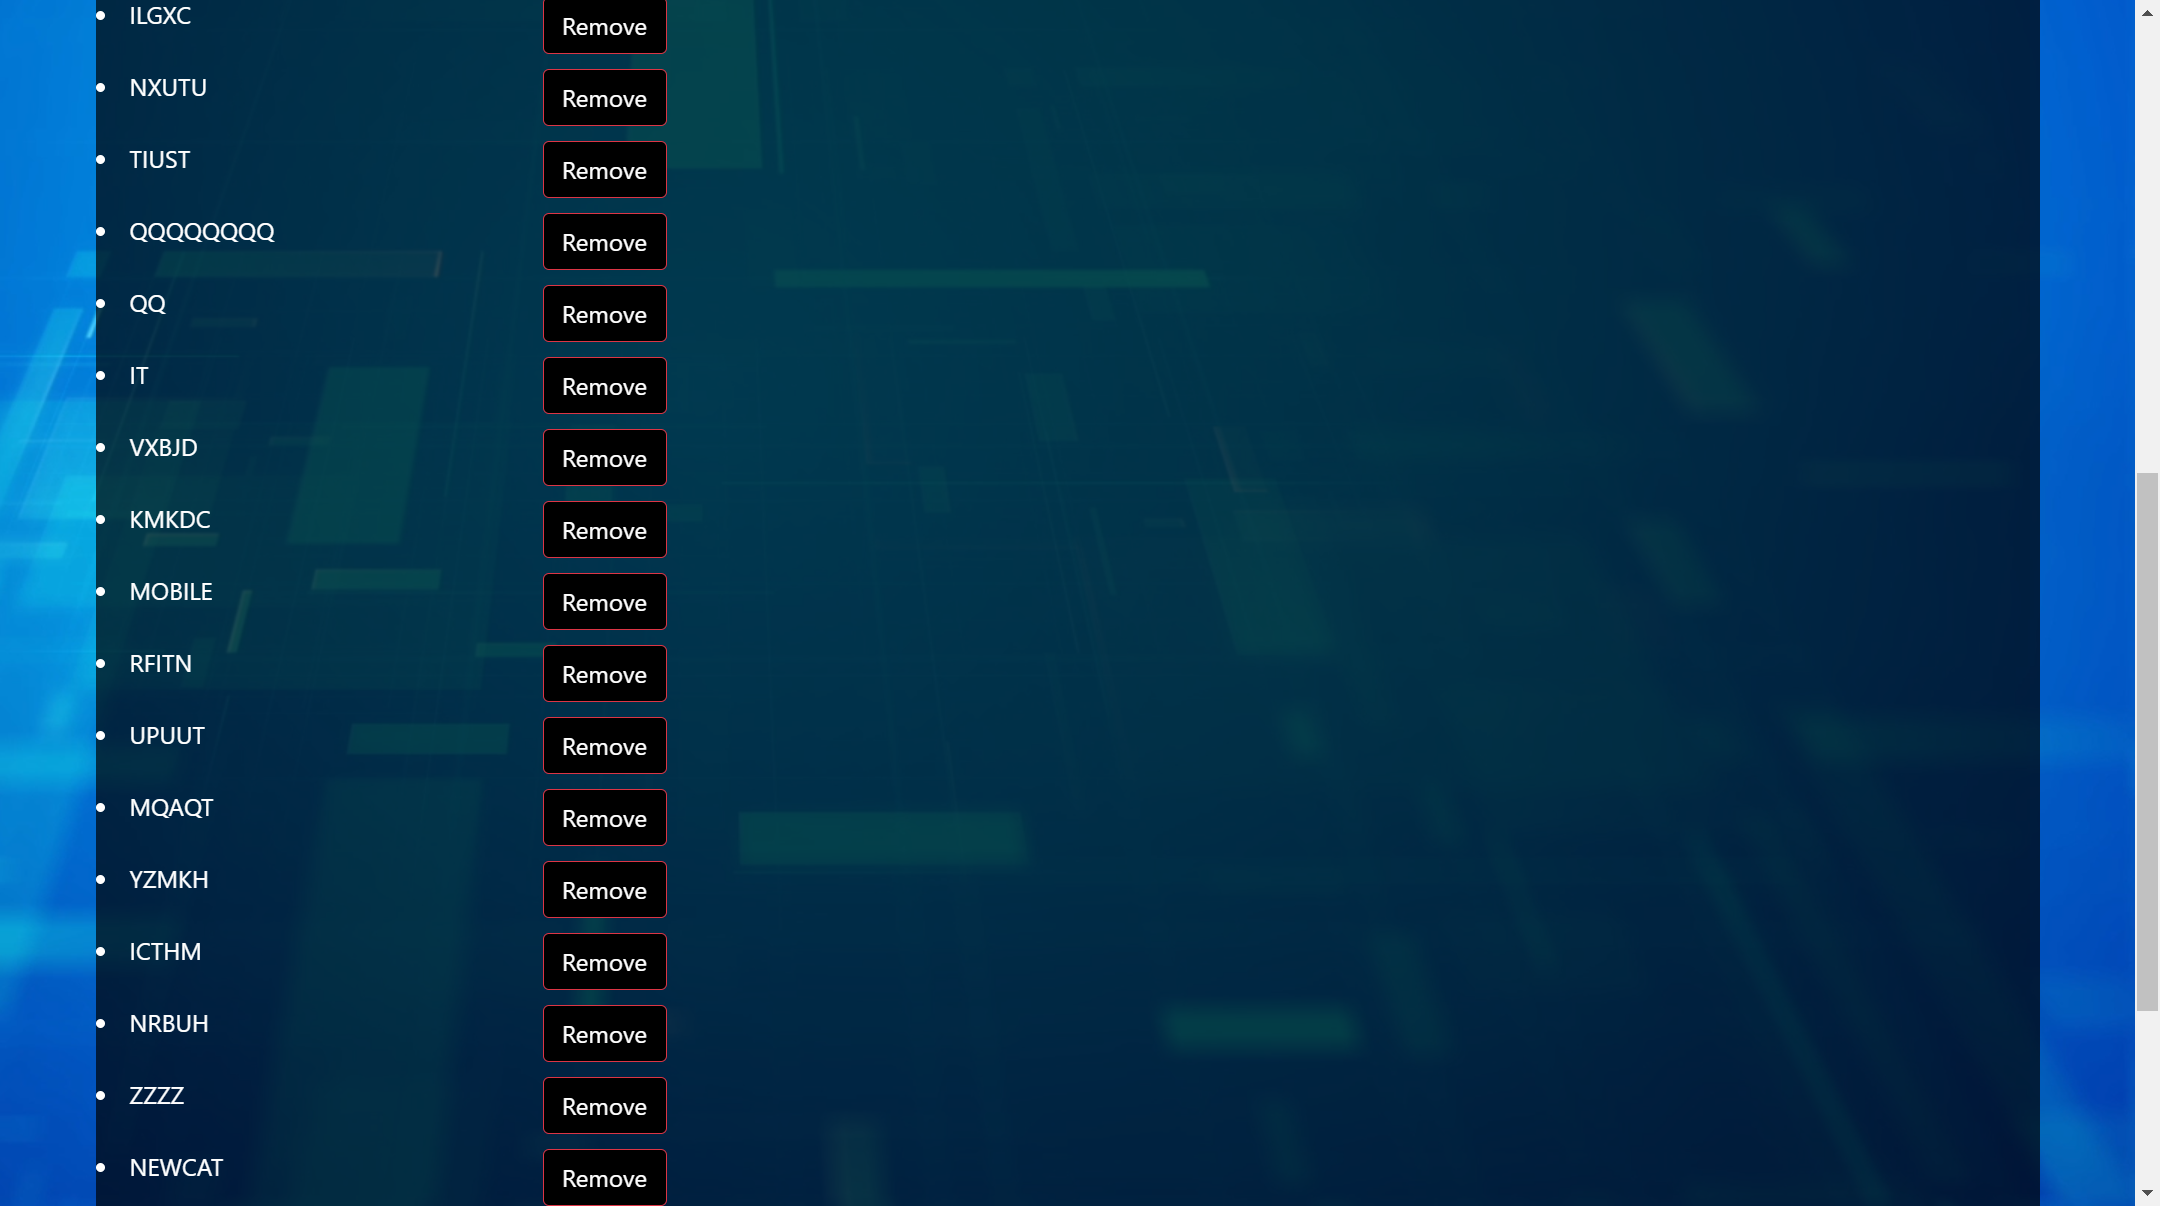 ILGXC Remove
NXUTU Remove
TIUST Remove
QQQQQQQQ Remove
QQ Remove
IT Remove
VXBJD Remove
KMKDC Remove
MOBILE Remove
RFITN Remove
UPUUT Remove
MQAQT Remove
YZMKH Remove
ICTHM Remove
NRBUH Remove
ZZZZ Remove
NEWCAT Remove